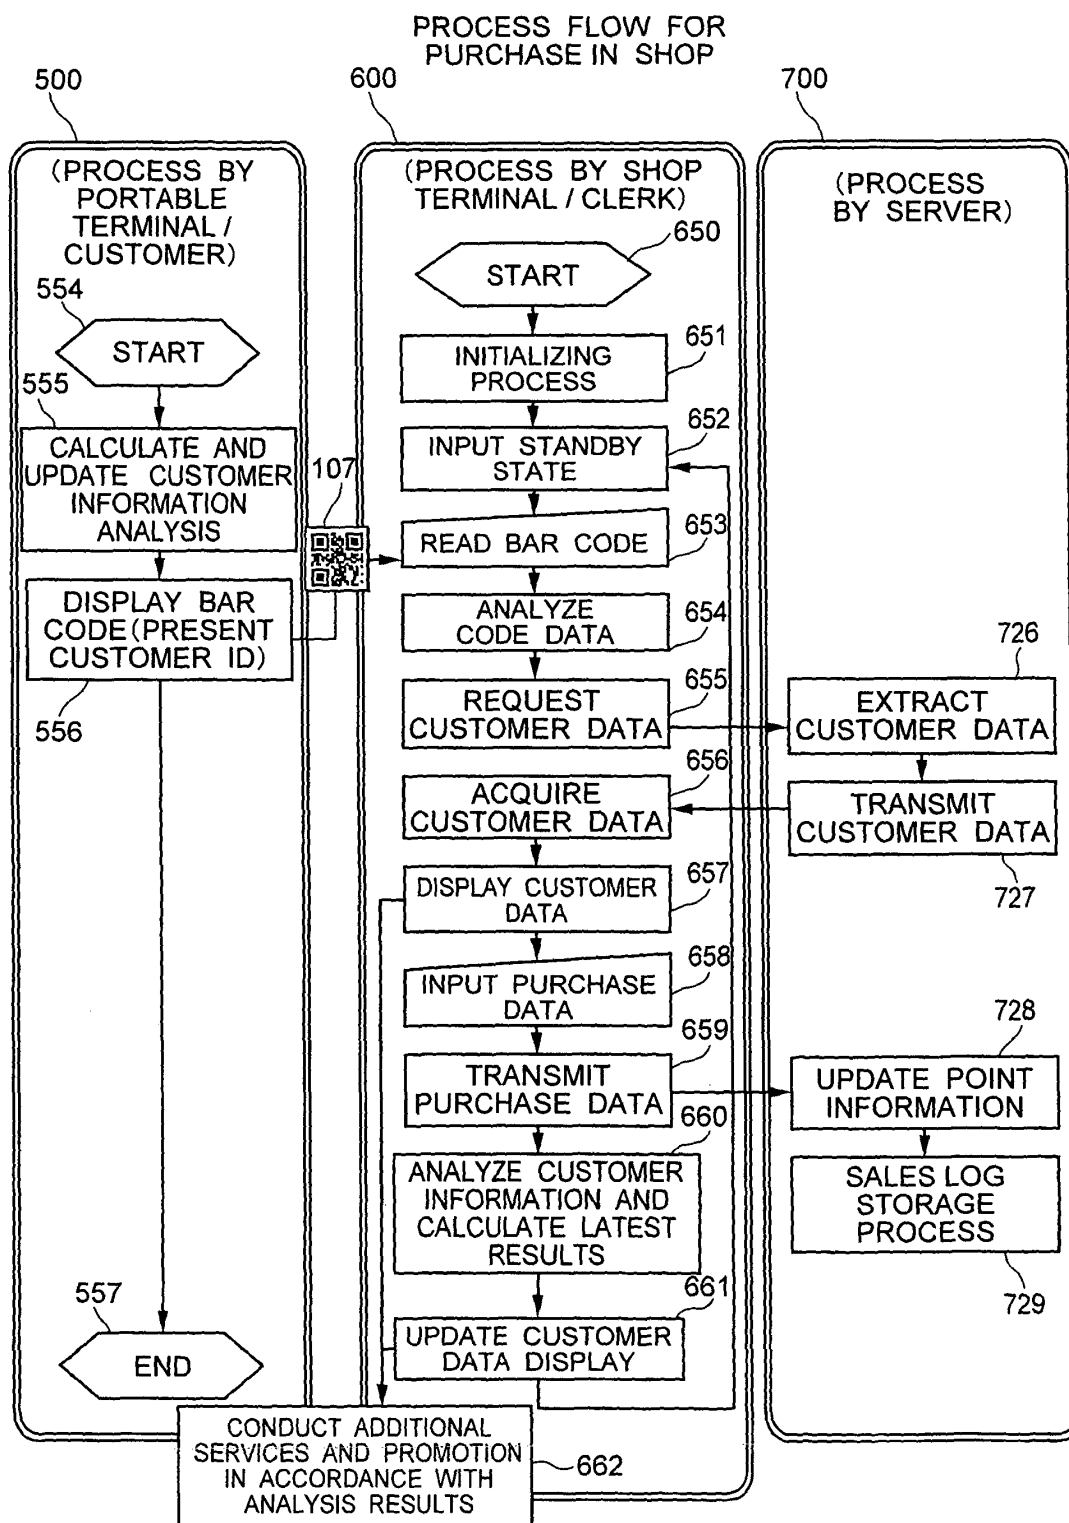 PROCESS FLOW FOR
PURCHASE IN SHOP
500
600
700
(PROCESS BY
PORTABLE
TERMINAL /
CUSTOMER)
554
START
555
CALCULATE AND
UPDATE CUSTOMER
INFORMATION
ANALYSIS
107
DISPLAY BAR
CODE(PRESENT
CUSTOMER ID)
556
557
END
(PROCESS BY SHOP
TERMINAL / CLERK)
650
START
651
INITIALIZING
PROCESS
652
INPUT STANDBY
STATE
653
READ BAR CODE
654
ANALYZE
CODE DATA
655
REQUEST
CUSTOMER DATA
656
ACQUIRE
CUSTOMER DATA
657
DISPLAY CUSTOMER
DATA
658
INPUT PURCHASE
DATA
659
TRANSMIT
PURCHASE DATA
660
ANALYZE CUSTOMER
INFORMATION AND
CALCULATE LATEST
RESULTS
661
UPDATE CUSTOMER
DATA DISPLAY
CONDUCT ADDITIONAL
SERVICES AND PROMOTION
IN ACCORDANCE WITH
ANALYSIS RESULTS
662
(PROCESS
BY SERVER)
726
EXTRACT
CUSTOMER DATA
TRANSMIT
CUSTOMER DATA
727
728
UPDATE POINT
INFORMATION
SALES LOG
STORAGE
PROCESS
729